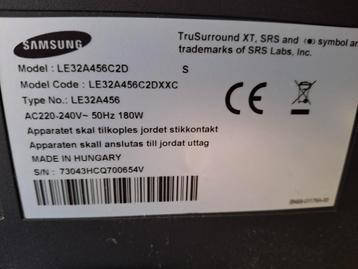 SAMSUNG
TruSurround XT, SRS and symbol ar
trademarks of SRS Labs, Inc.
Model : LE32A456C2D S
Model Code : LE32A456C2DXXC
Type No.: LE32A456
AC220-240V~ 50Hz 180W
Apparatet skal tilkoples jordet stikkontakt
Apparaten skall anslutas till jordat uttag
MADE IN HUNGARY
S/N : 73043HCQ700654V